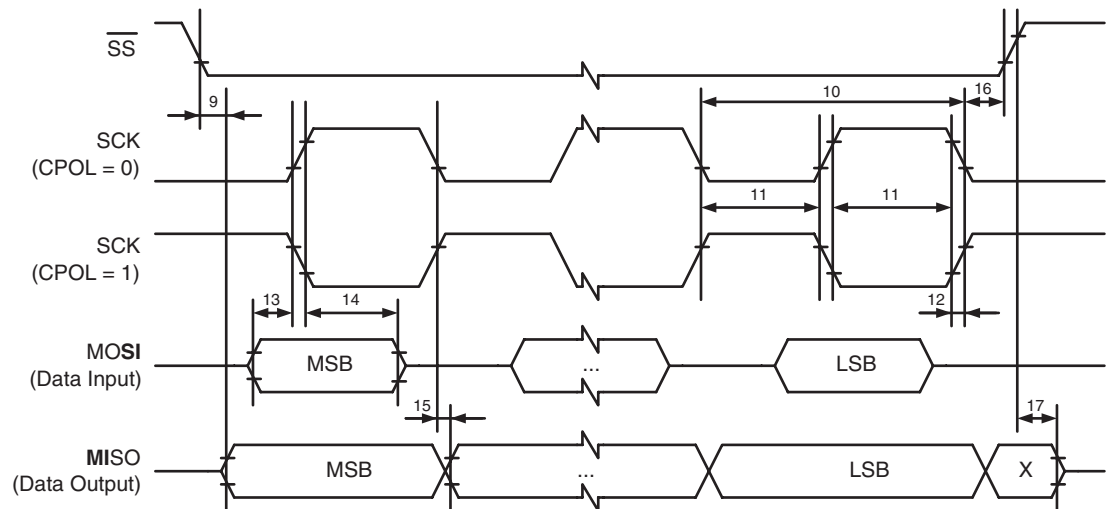 SS
9
10
16
SCK
(CPOL = 0)
11
11
SCK
(CPOL = 1)
13
14
12
MOSI
(Data Input)
MSB
...
LSB
15
17
MISO
(Data Output)
MSB
...
LSB
X